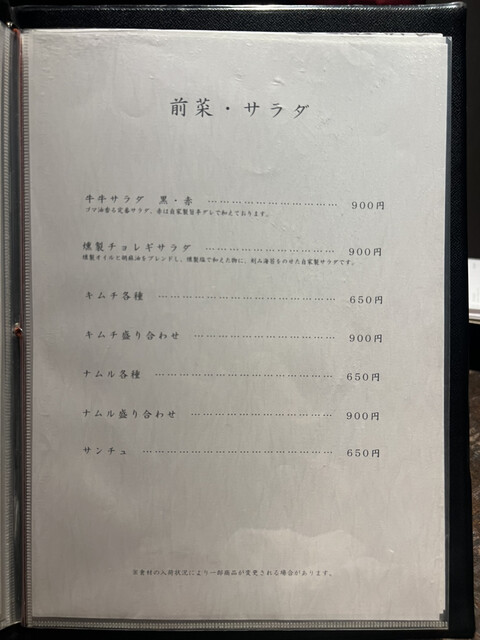 前菜・サラダ
牛牛サラダ 黒・赤 ……………………………… 900円
ゴマ油香る定番サラダ、赤は自家製旨辛ダレで和えております。
燻製チョレギサラダ ……………………………… 900円
燻製オイルと胡麻油をブレンドし、燻製塩で和えた物に、刻み海苔をのせた自家製サラダです。
キムチ各種 ……………………………………… 650円
キムチ盛り合わせ ……………………………… 900円
ナムル各種 ……………………………………… 650円
ナムル盛り合わせ ……………………………… 900円
サンチュ ………………………………………… 650円
※食材の入荷状況により一部商品が変更される場合があります。